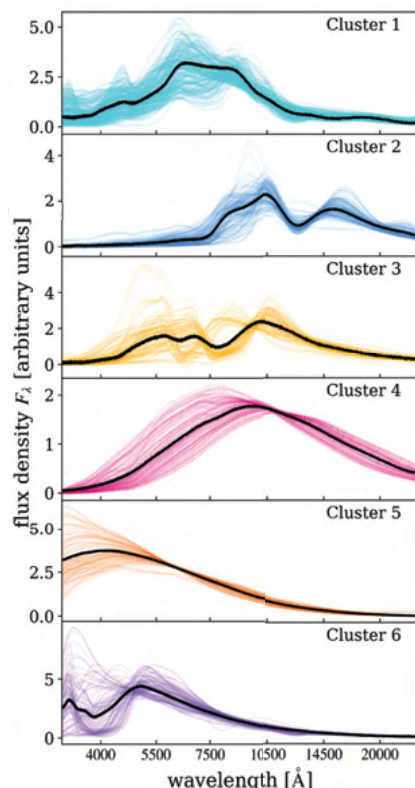 5.0
Cluster 1
2.5
0.0
4
Cluster 2
2
0
4
Cluster 3
2
0
2
Cluster 4
1
0
5.0
Cluster 5
2.5
0.0
Cluster 6
5
0
4000 5500 7500 10500 14500 20000
wavelength [Å]
flux density Fλ [arbitrary units]